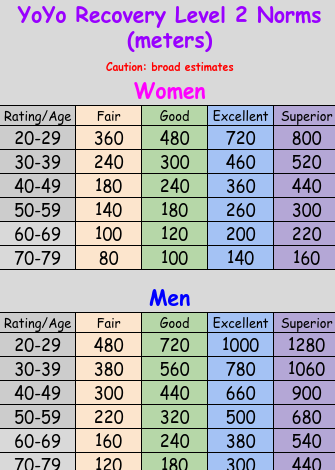 YoYo Recovery Level 2 Norms
(meters)
Caution: broad estimates
Women
Rating/Age Fair Good Excellent Superior
20-29 360 480 720 800
30-39 240 300 460 520
40-49 180 240 360 440
50-59 140 180 260 300
60-69 100 120 200 220
70-79 80 100 140 160
Men
Rating/Age Fair Good Excellent Superior
20-29 480 720 1000 1280
30-39 380 560 780 1060
40-49 300 440 660 900
50-59 220 320 500 680
60-69 160 240 380 540
70-79 120 180 300 440